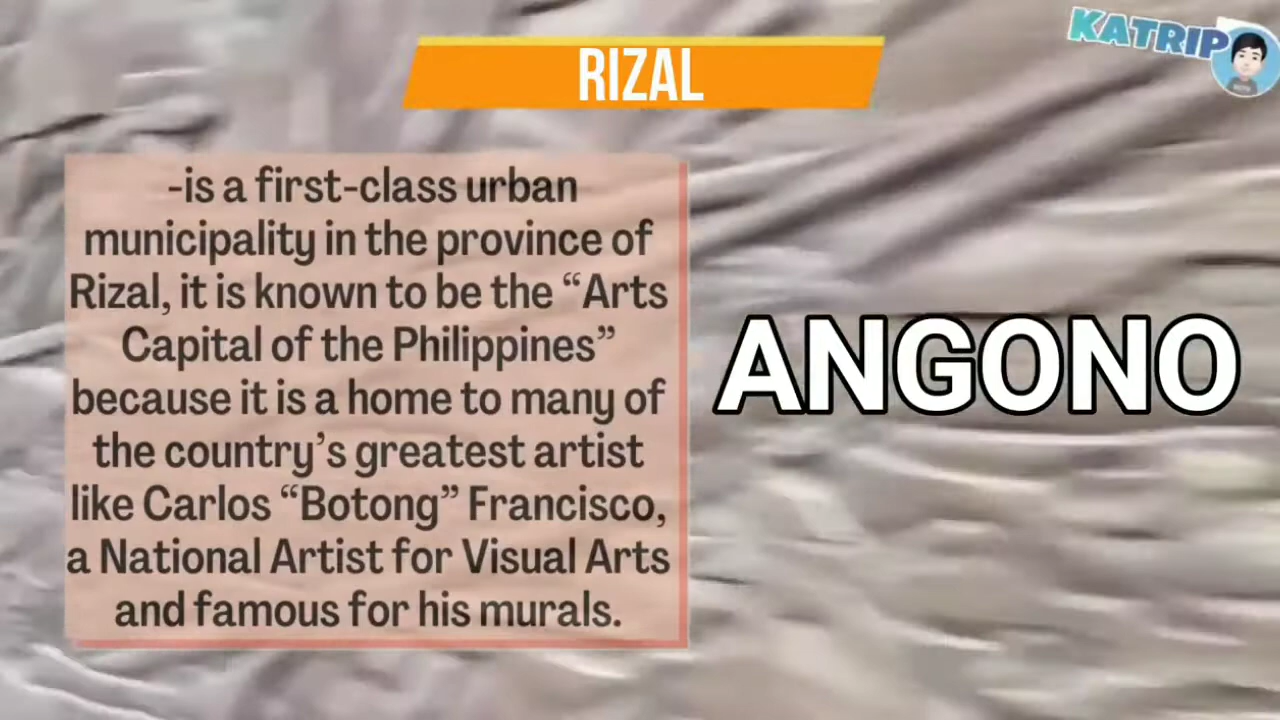 KATRIP
RIZAL
-is a first-class urban
municipality in the province of
Rizal, it is known to be the “Arts
Capital of the Philippines”
because it is a home to many of
the country’s greatest artist
like Carlos “Botong” Francisco,
a National Artist for Visual Arts
and famous for his murals.
ANGONO